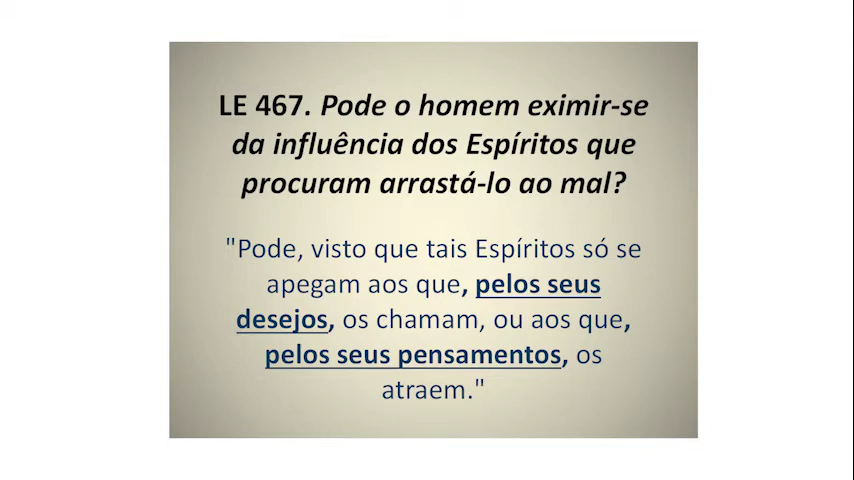 LE 467. Pode o homem eximir-se
da influência dos Espíritos que
procuram arrastá-lo ao mal?
"Pode, visto que tais Espíritos só se
apegam aos que, pelos seus
desejos, os chamam, ou aos que,
pelos seus pensamentos, os
atraem."